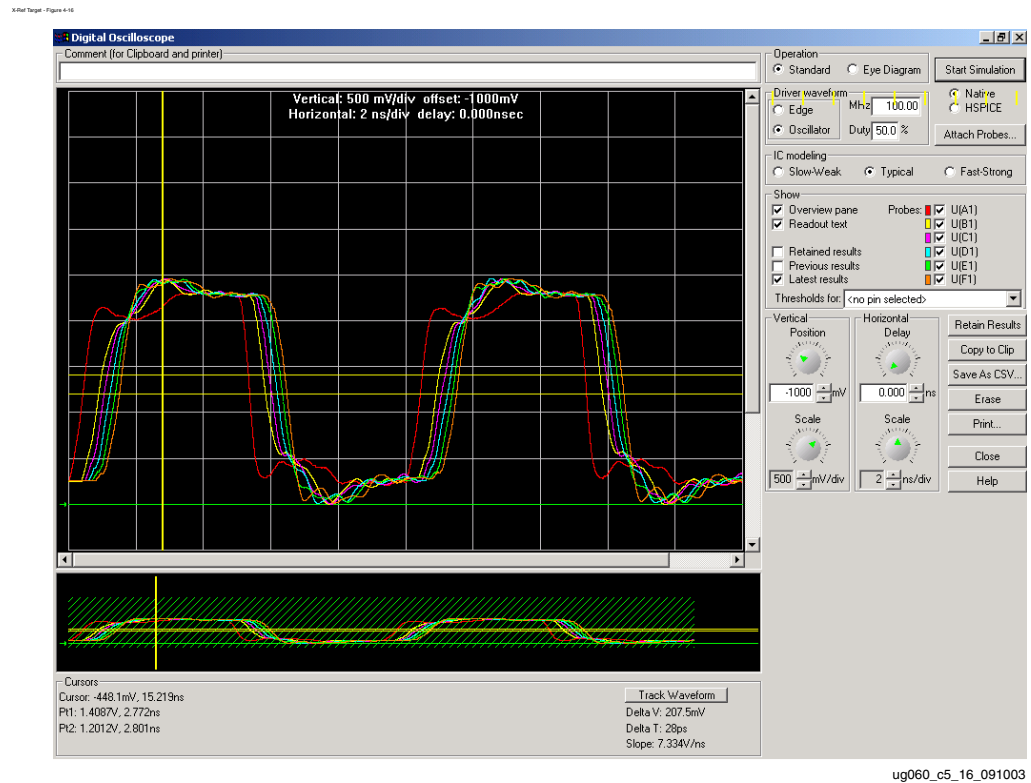 X-Ref Target - Figure 4-16
Digital Oscilloscope
Comment (for Clipboard and printer)
Vertical: 500 mV/div offset: -1000mV
Horizontal: 2 ns/div delay: 0.000nsec
Operation
Standard Eye Diagram
Start Simulation
Driver waveform
Edge
Mhz 100.00
Oscillator
Duty 50.0 %
Native
HSPICE
Attach Probes...
IC modeling
Slow-Weak Typical Fast-Strong
Show
Overview pane Probes: U(A1)
Readout text U(B1)
U(C1)
Retained results U(D1)
Previous results U(E1)
Latest results U(F1)
Thresholds for: <no pin selected>
Vertical
Position
-1000 mV
Scale
500 mV/div
Horizontal
Delay
0.000 ns
Scale
2 ns/div
Retain Results
Copy to Clip
Save As CSV...
Erase
Print...
Close
Help
Cursors
Cursor: -448.1mV, 15.219ns
Pt1: 1.4087V, 2.772ns
Pt2: 1.2012V, 2.801ns
Track Waveform
Delta V: 207.5mV
Delta T: 28ps
Slope: 7.334V/ns
ug060_c5_16_091003